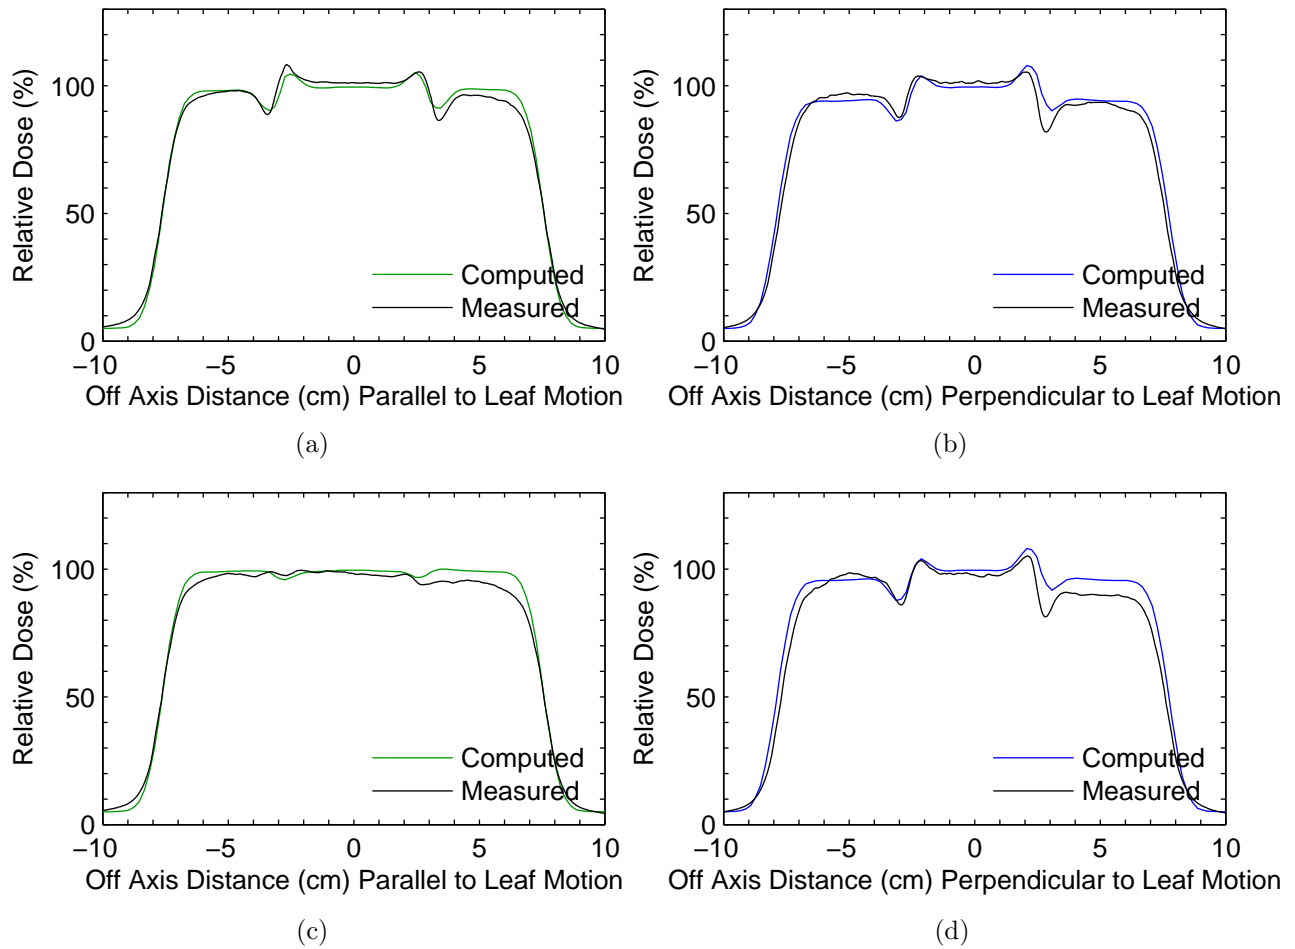 Relative Dose (%)
100
50
0
Computed
Measured
−10 −5 0 5 10
Off Axis Distance (cm) Parallel to Leaf Motion
(a)
Relative Dose (%)
100
50
0
Computed
Measured
−10 −5 0 5 10
Off Axis Distance (cm) Perpendicular to Leaf Motion
(b)
Relative Dose (%)
100
50
0
Computed
Measured
−10 −5 0 5 10
Off Axis Distance (cm) Parallel to Leaf Motion
(c)
Relative Dose (%)
100
50
0
Computed
Measured
−10 −5 0 5 10
Off Axis Distance (cm) Perpendicular to Leaf Motion
(d)